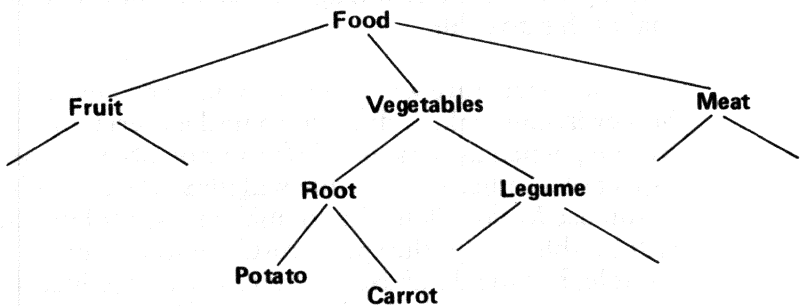 Food
Fruit
Vegetables
Meat
Root
Legume
Potato
Carrot